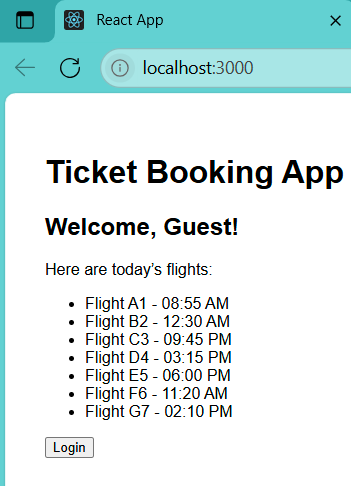 React App
localhost:3000
Ticket Booking App
Welcome, Guest!
Here are today’s flights:
• Flight A1 - 08:55 AM
• Flight B2 - 12:30 AM
• Flight C3 - 09:45 PM
• Flight D4 - 03:15 PM
• Flight E5 - 06:00 PM
• Flight F6 - 11:20 AM
• Flight G7 - 02:10 PM
Login